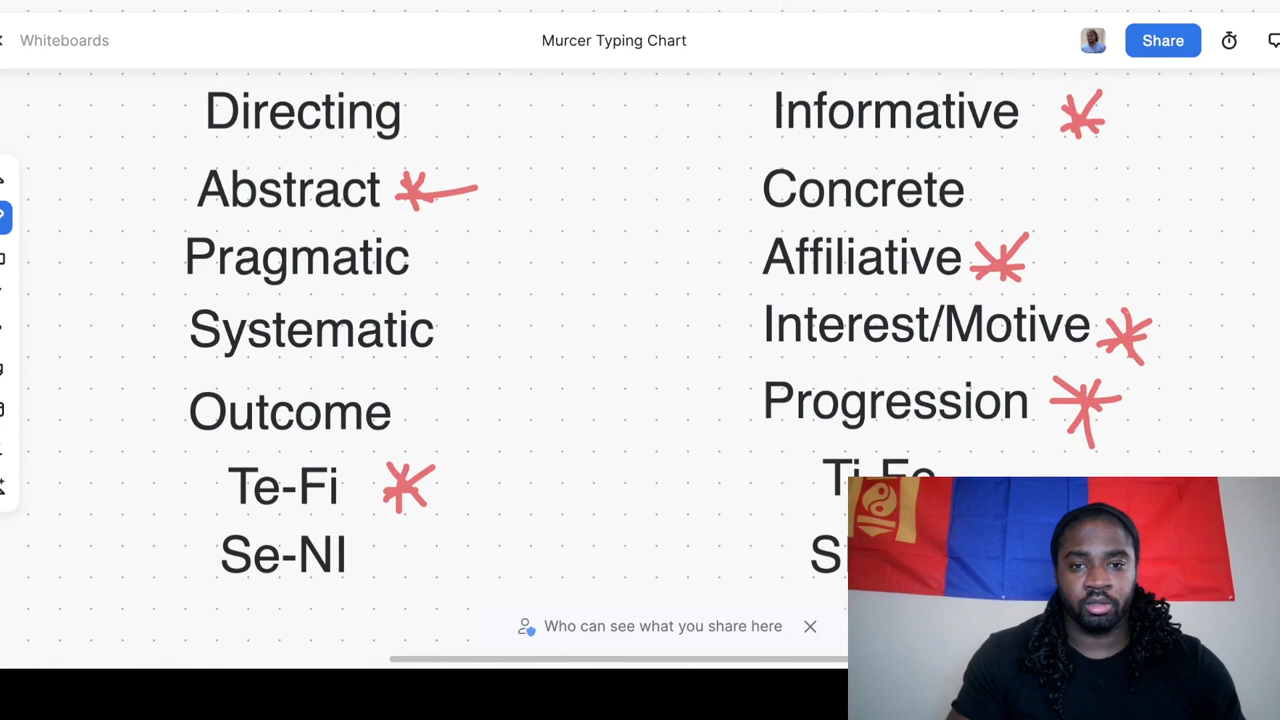 Whiteboards
Murcer Typing Chart
Share
Directing
Informative
Abstract
Concrete
Pragmatic
Affiliative
Systematic
Interest/Motive
Outcome
Progression
Te-Fi
Se-NI
Who can see what you share here